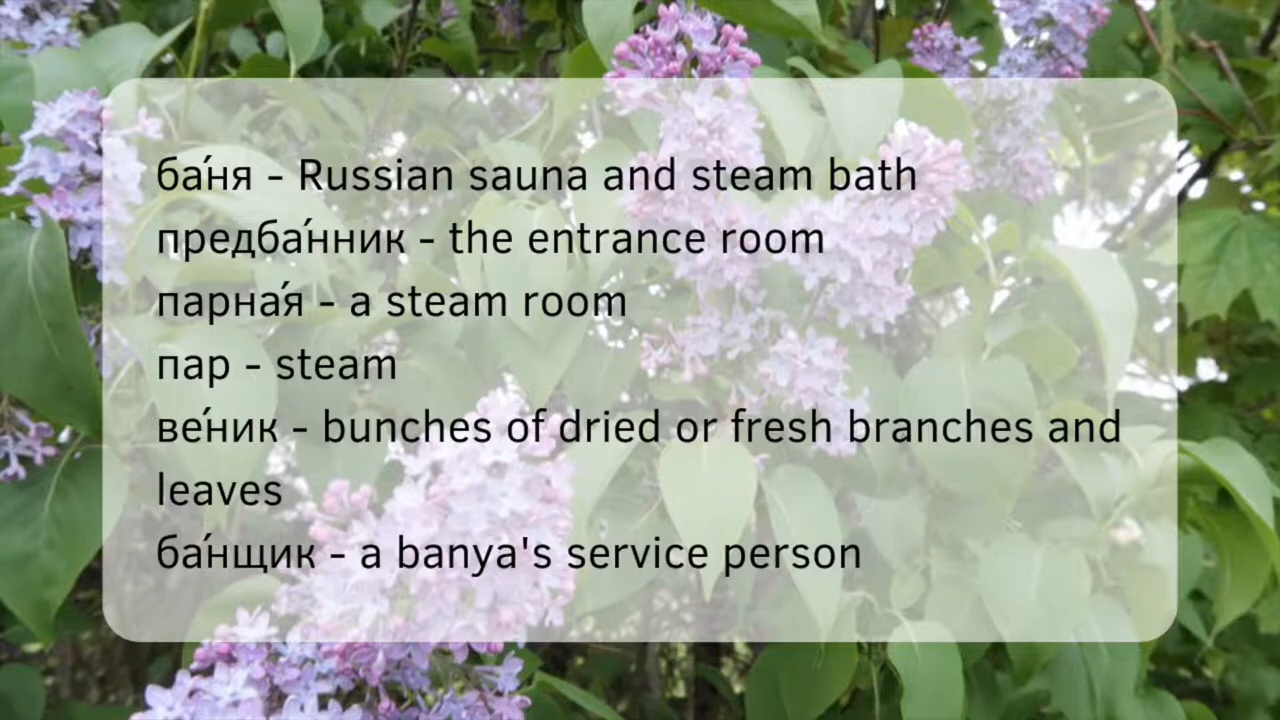 ба́ня - Russian sauna and steam bath
предба́нник - the entrance room
парна́я - a steam room
пар - steam
ве́ник - bunches of dried or fresh branches and
leaves
ба́нщик - a banya's service person